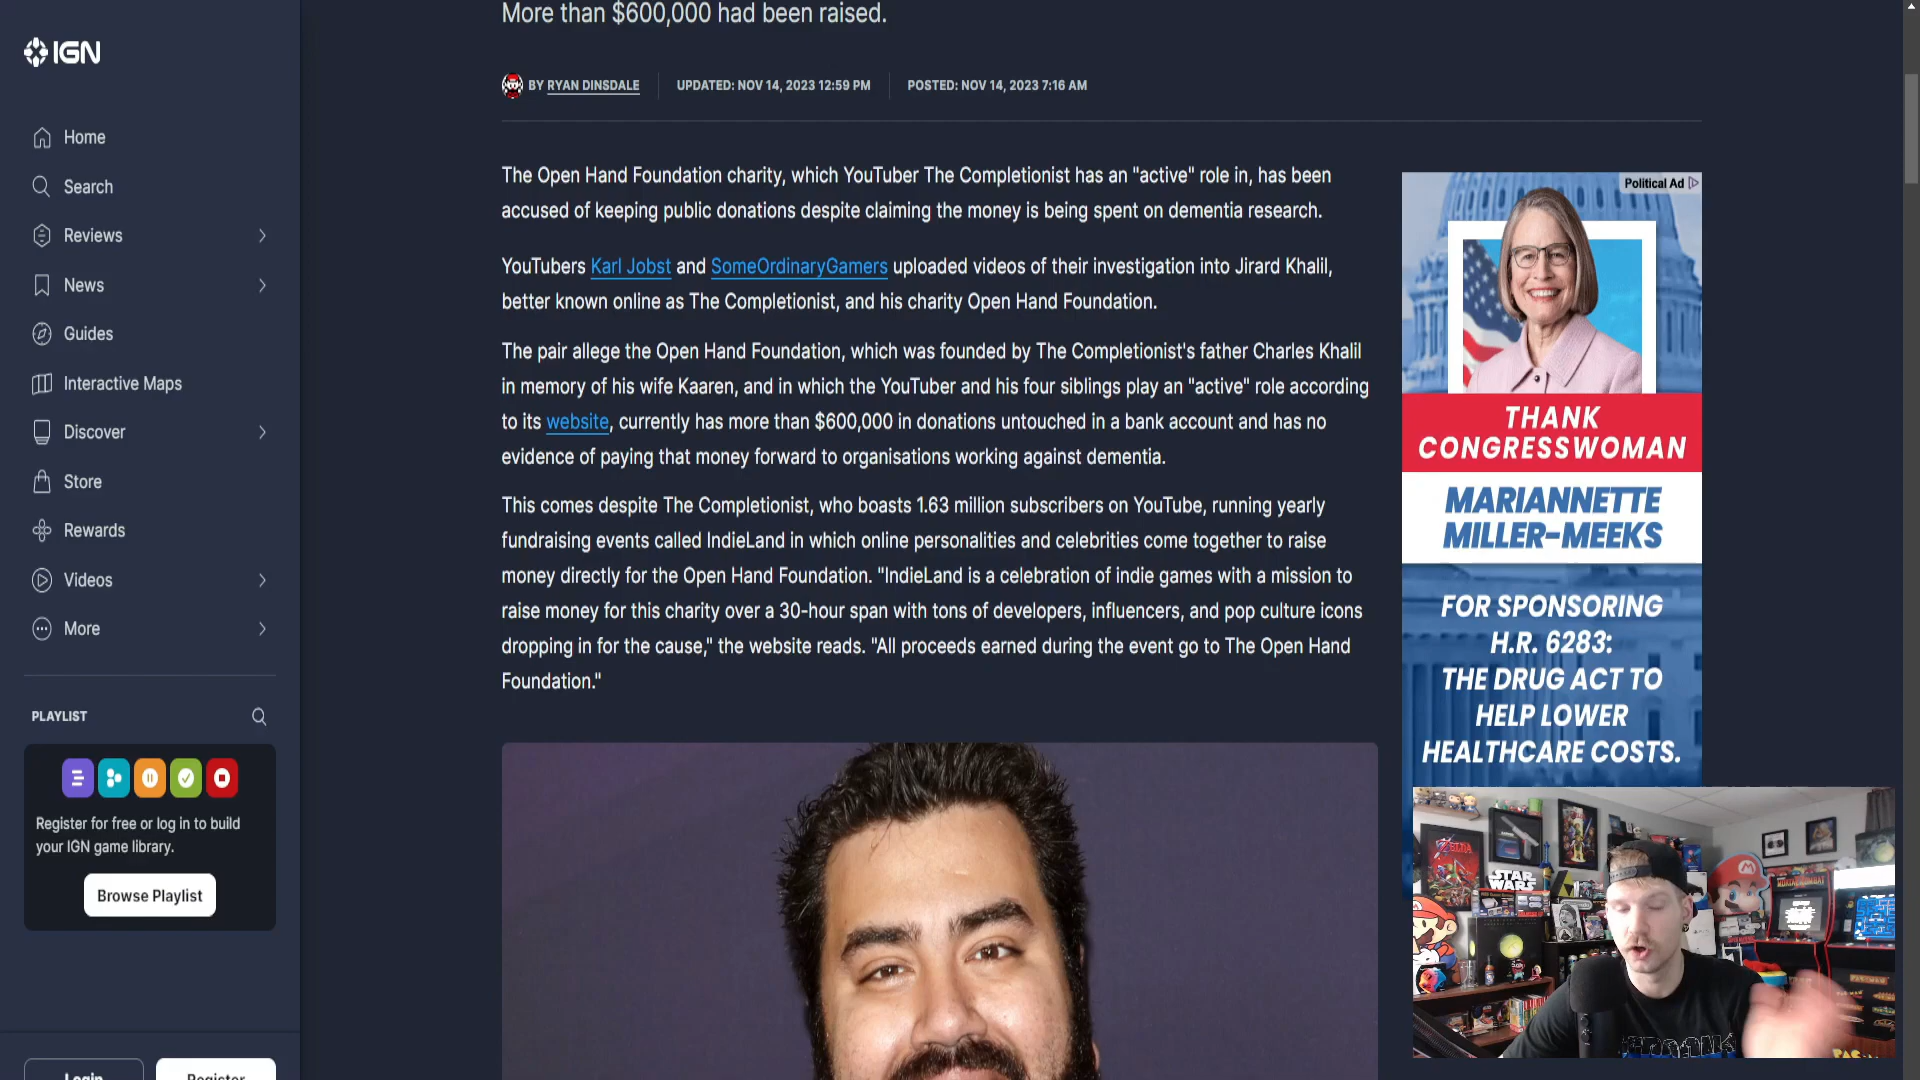 More than $600,000 had been raised.
IGN
BY RYAN DINSDALE
UPDATED: NOV 14, 2023 12:59 PM
POSTED: NOV 14, 2023 7:16 AM
Home
Search
Reviews
News
Guides
Interactive Maps
Discover
Store
Rewards
Videos
More
PLAYLIST
Register for free or log in to build
your IGN game library.
Browse Playlist
Login
Register
The Open Hand Foundation charity, which YouTuber The Completionist has an "active" role in, has been
accused of keeping public donations despite claiming the money is being spent on dementia research.
YouTubers Karl Jobst and SomeOrdinaryGamers uploaded videos of their investigation into Jirard Khalil,
better known online as The Completionist, and his charity Open Hand Foundation.
The pair allege the Open Hand Foundation, which was founded by The Completionist's father Charles Khalil
in memory of his wife Kaaren, and in which the YouTuber and his four siblings play an "active" role according
to its website, currently has more than $600,000 in donations untouched in a bank account and has no
evidence of paying that money forward to organisations working against dementia.
This comes despite The Completionist, who boasts 1.63 million subscribers on YouTube, running yearly
fundraising events called IndieLand in which online personalities and celebrities come together to raise
money directly for the Open Hand Foundation. "IndieLand is a celebration of indie games with a mission to
raise money for this charity over a 30-hour span with tons of developers, influencers, and pop culture icons
dropping in for the cause," the website reads. "All proceeds earned during the event go to The Open Hand
Foundation."
Political Ad
THANK
CONGRESSWOMAN
MARIANNETTE
MILLER-MEEKS
FOR SPONSORING
H.R. 6283:
THE DRUG ACT TO
HELP LOWER
HEALTHCARE COSTS.
ZELDA
STAR
WARS